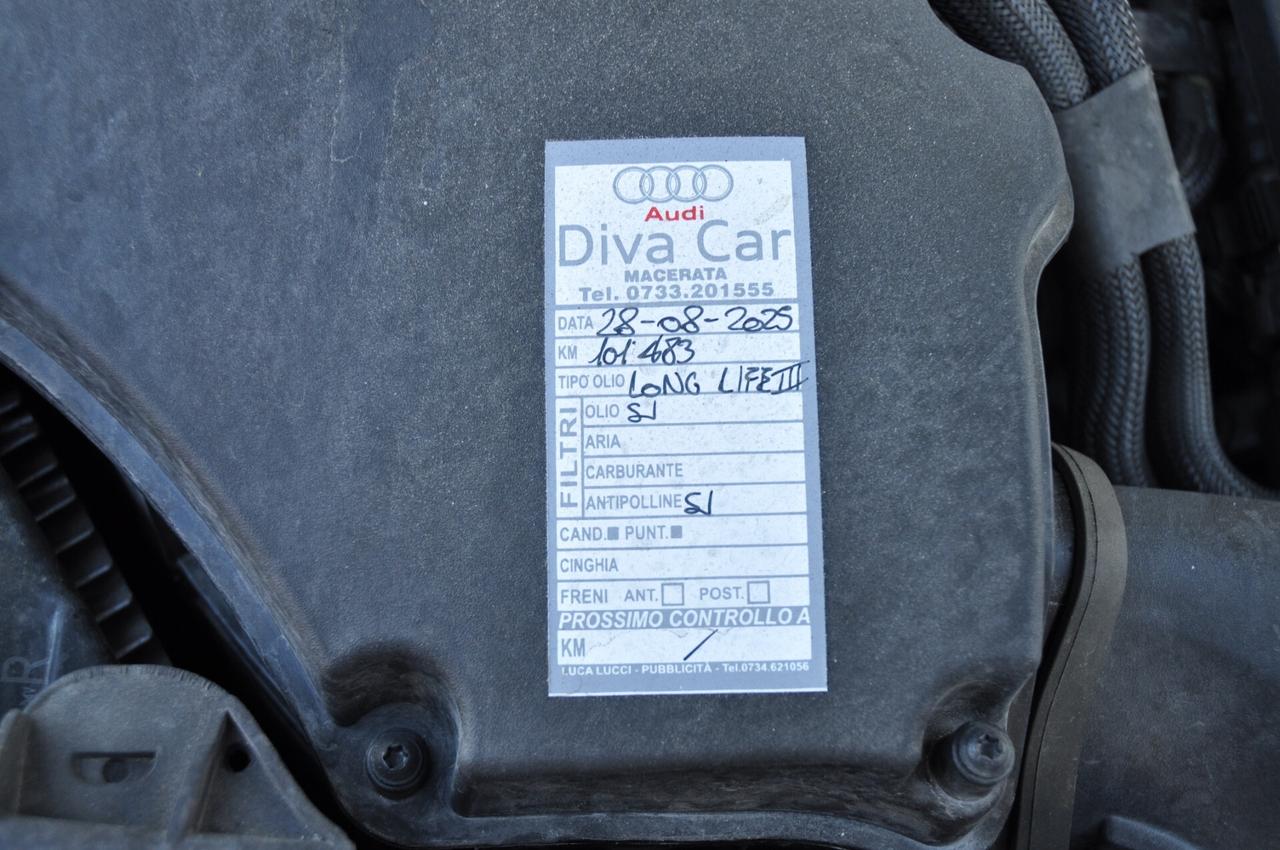 Audi
Diva Car
MACERATA
Tel. 0733.201555
DATA 28-08-2025
KM 101'483
TIPO OLIO LONG LIFE III
FILTRI
OLIO SI
ARIA
CARBURANTE
ANTIPOLLINE SI
CAND.■ PUNT.■
CINGHIA
FRENI ANT.□ POST.□
PROSSIMO CONTROLLO A
KM /
LUCA LUCCI - PUBBLICITÀ - Tel.0734.621056
R